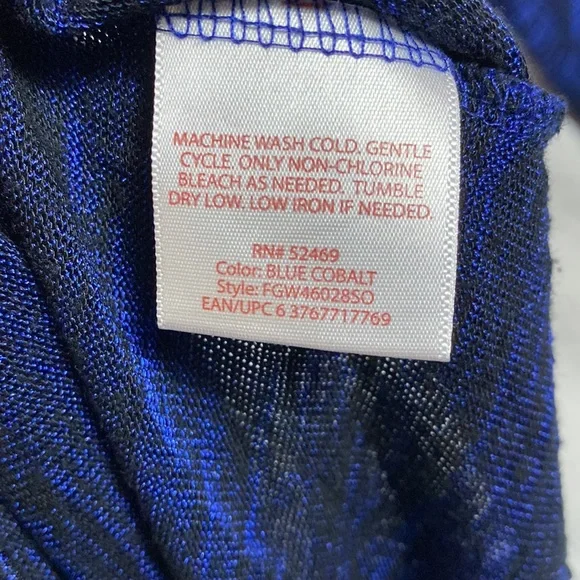 MACHINE WASH COLD. GENTLE
CYCLE. ONLY NON-CHLORINE
BLEACH AS NEEDED. TUMBLE
DRY LOW. LOW IRON IF NEEDED.
RN# 52469
Color: BLUE COBALT
Style: FGW46028SO
EAN/UPC 6 3767717769